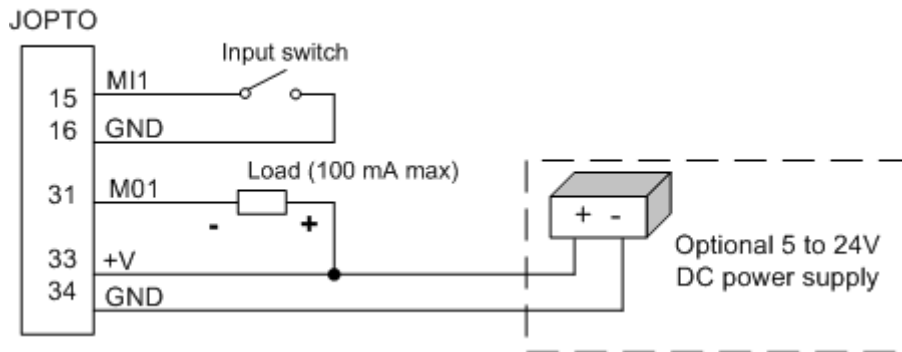 JOPTO
Input switch
15 MI1
16 GND
Load (100 mA max)
31 M01
- +
+ -
Optional 5 to 24V
DC power supply
33 +V
34 GND